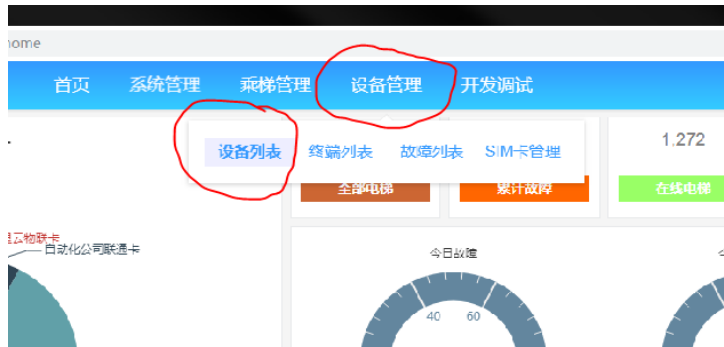 home
首页 系统管理 乘梯管理 设备管理 开发调试
设备列表 终端列表 故障列表 SIM卡管理
1,272
全部电梯 累计故障 在线电梯
云物联卡
自动化公司联通卡
今日故障
40 60